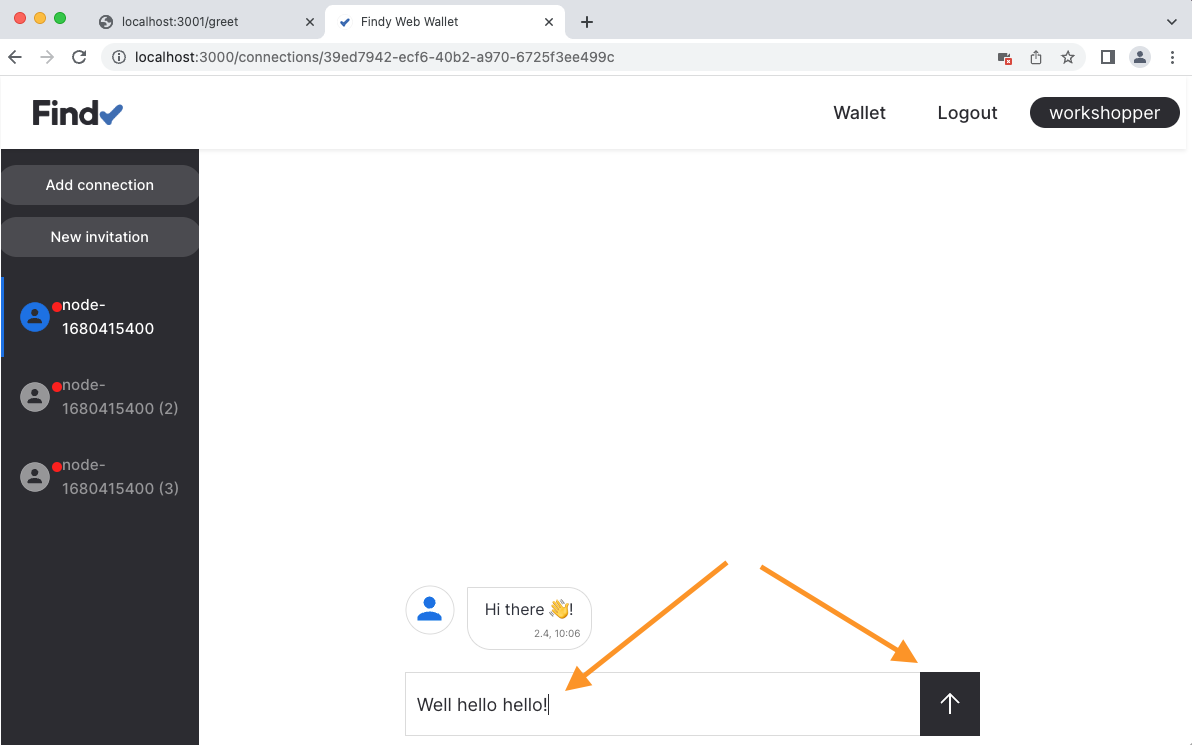 localhost:3001/greet
Findy Web Wallet
localhost:3000/connections/39ed7942-ecf6-40b2-a970-6725f3ee499c
Findy
Wallet
Logout
workshopper
Add connection
New invitation
node-
1680415400
node-
1680415400 (2)
node-
1680415400 (3)
Hi there 👋!
2.4, 10:06
Well hello hello!